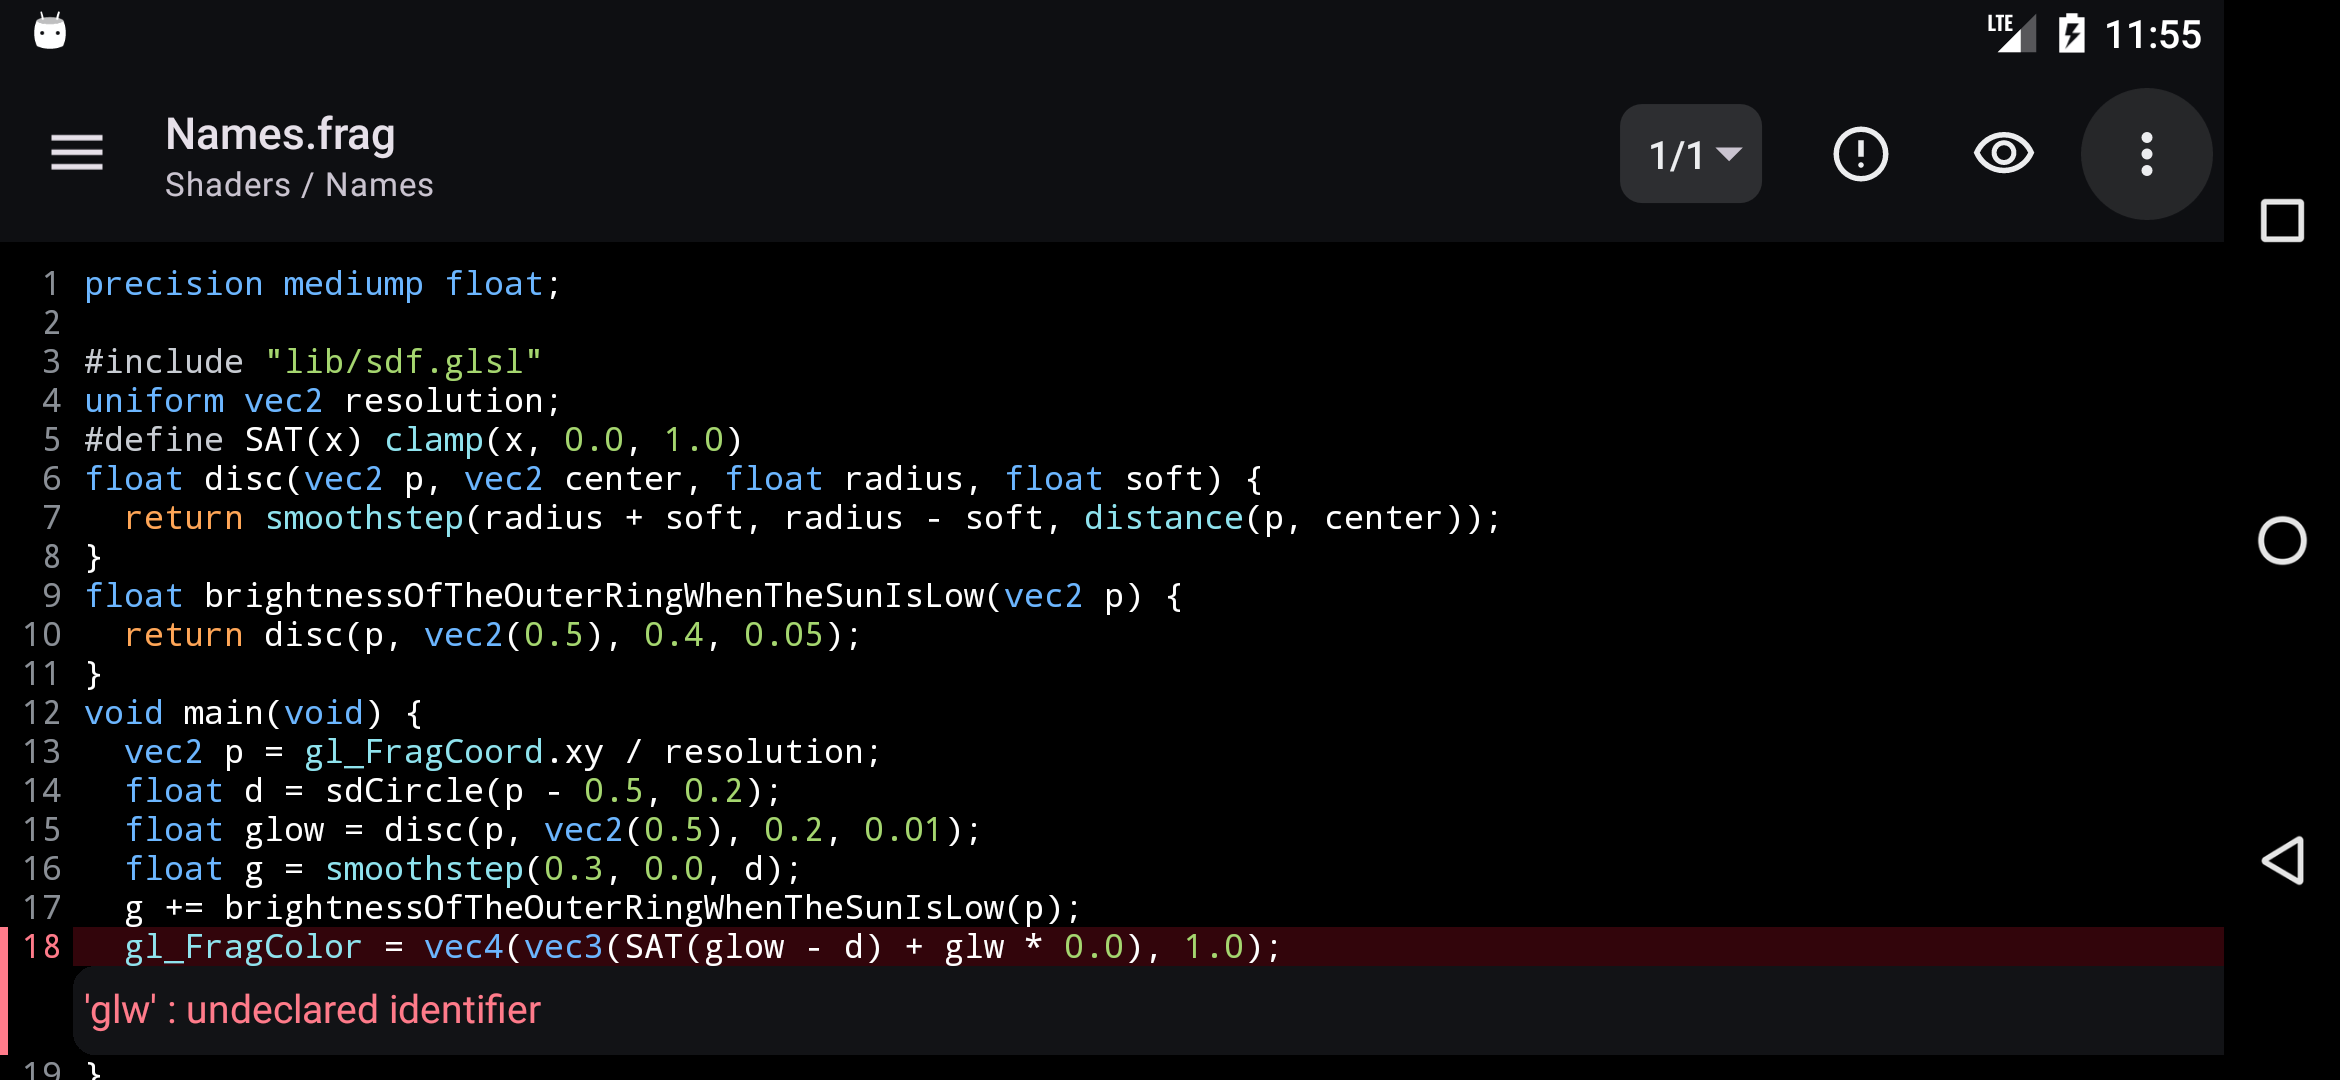 LTE 11:55
Names.frag
Shaders / Names
1/1
1 precision mediump float;
2
3 #include "lib/sdf.glsl"
4 uniform vec2 resolution;
5 #define SAT(x) clamp(x, 0.0, 1.0)
6 float disc(vec2 p, vec2 center, float radius, float soft) {
7   return smoothstep(radius + soft, radius - soft, distance(p, center));
8 }
9 float brightnessOfTheOuterRingWhenTheSunIsLow(vec2 p) {
10   return disc(p, vec2(0.5), 0.4, 0.05);
11 }
12 void main(void) {
13   vec2 p = gl_FragCoord.xy / resolution;
14   float d = sdCircle(p - 0.5, 0.2);
15   float glow = disc(p, vec2(0.5), 0.2, 0.01);
16   float g = smoothstep(0.3, 0.0, d);
17   g += brightnessOfTheOuterRingWhenTheSunIsLow(p);
18   gl_FragColor = vec4(vec3(SAT(glow - d) + glw * 0.0), 1.0);
'glw' : undeclared identifier
19 }